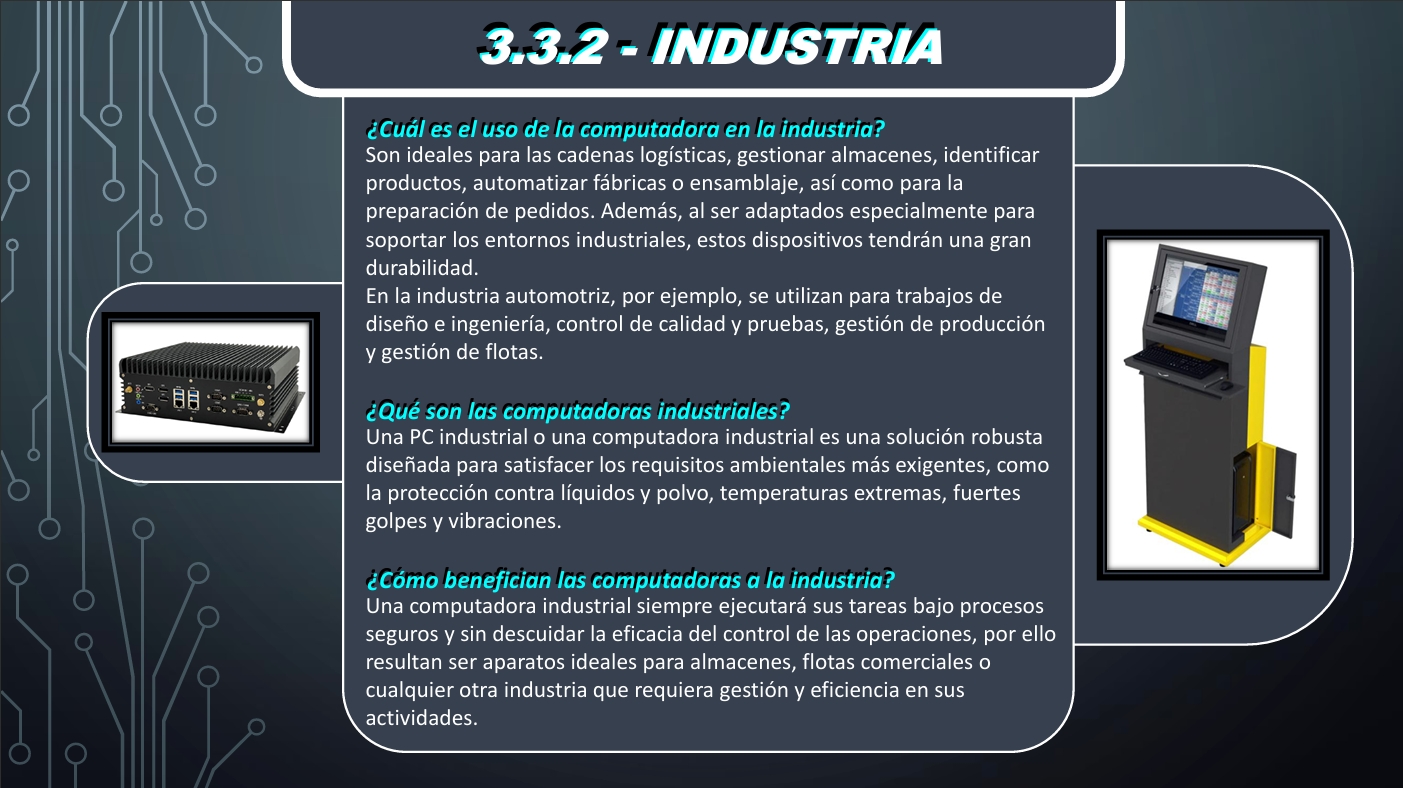 3.3.2 - INDUSTRIA
¿Cuál es el uso de la computadora en la industria?
Son ideales para las cadenas logísticas, gestionar almacenes, identificar
productos, automatizar fábricas o ensamblaje, así como para la
preparación de pedidos. Además, al ser adaptados especialmente para
soportar los entornos industriales, estos dispositivos tendrán una gran
durabilidad.
En la industria automotriz, por ejemplo, se utilizan para trabajos de
diseño e ingeniería, control de calidad y pruebas, gestión de producción
y gestión de flotas.
¿Qué son las computadoras industriales?
Una PC industrial o una computadora industrial es una solución robusta
diseñada para satisfacer los requisitos ambientales más exigentes, como
la protección contra líquidos y polvo, temperaturas extremas, fuertes
golpes y vibraciones.
¿Cómo benefician las computadoras a la industria?
Una computadora industrial siempre ejecutará sus tareas bajo procesos
seguros y sin descuidar la eficacia del control de las operaciones, por ello
resultan ser aparatos ideales para almacenes, flotas comerciales o
cualquier otra industria que requiera gestión y eficiencia en sus
actividades.